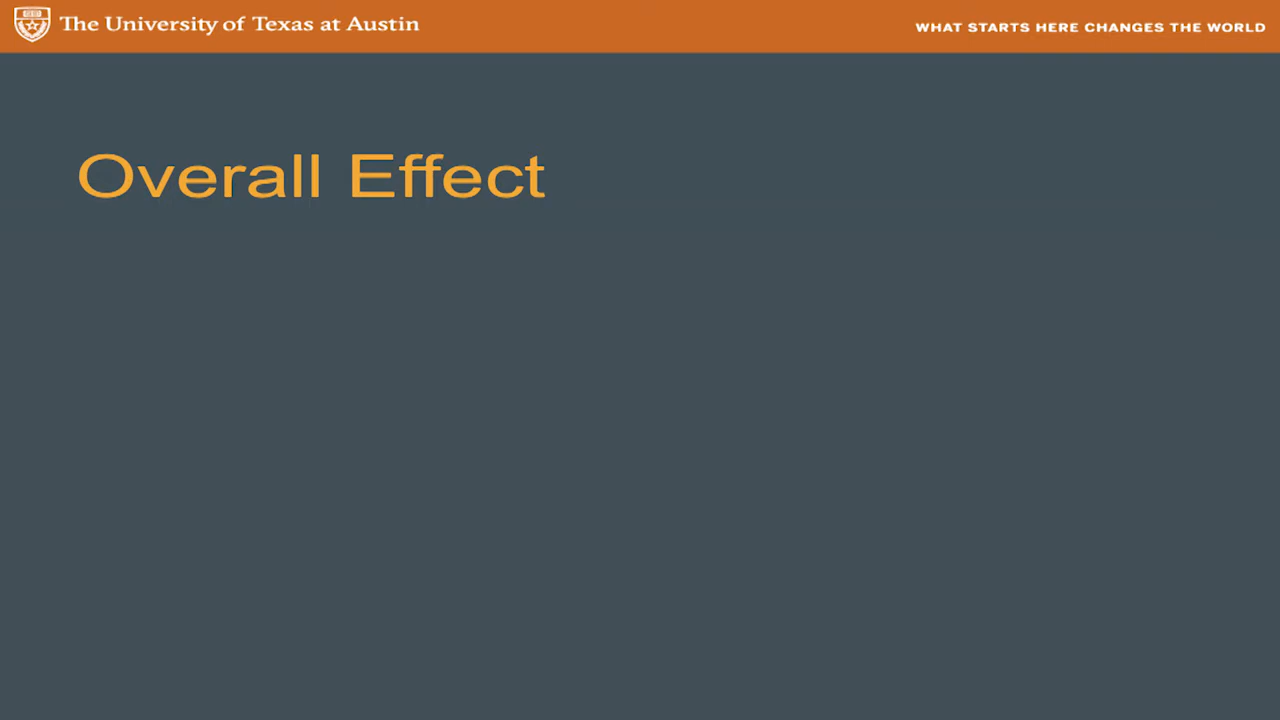 The University of Texas at Austin
WHAT STARTS HERE CHANGES THE WORLD
Overall Effect